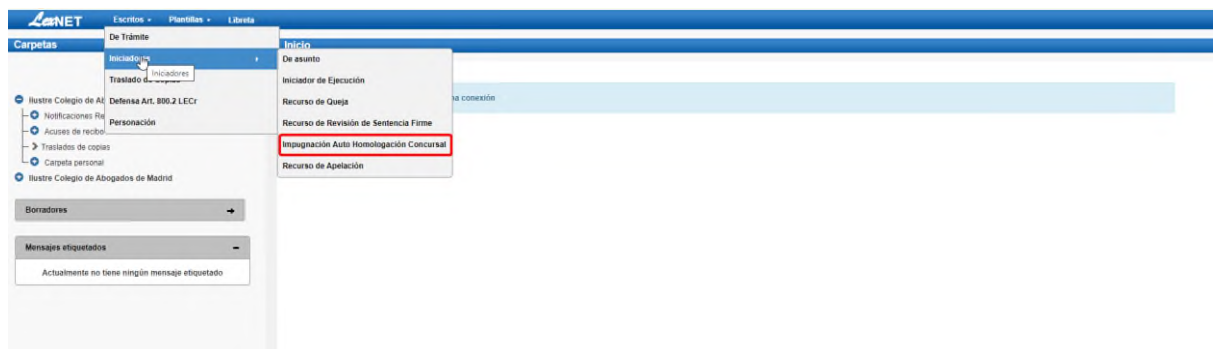 LexNET
Escritos
Plantillas
Libreta
De Trámite
Carpetas
Inicio
Iniciadores
De asunto
Iniciadores
Traslado de Copias
Iniciador de Ejecución
Ilustre Colegio de
Defensa Art. 800.2 LECr
Recurso de Queja
conexión
Notificaciones
Personación
Recurso de Revisión de Sentencia Firme
Acuses de recibo
Traslados de copias
Impugnación Auto Homologación Concursal
Carpeta personal
Recurso de Apelación
Ilustre Colegio de Abogados de Madrid
Borradores
Mensajes etiquetados
Actualmente no tiene ningún mensaje etiquetado